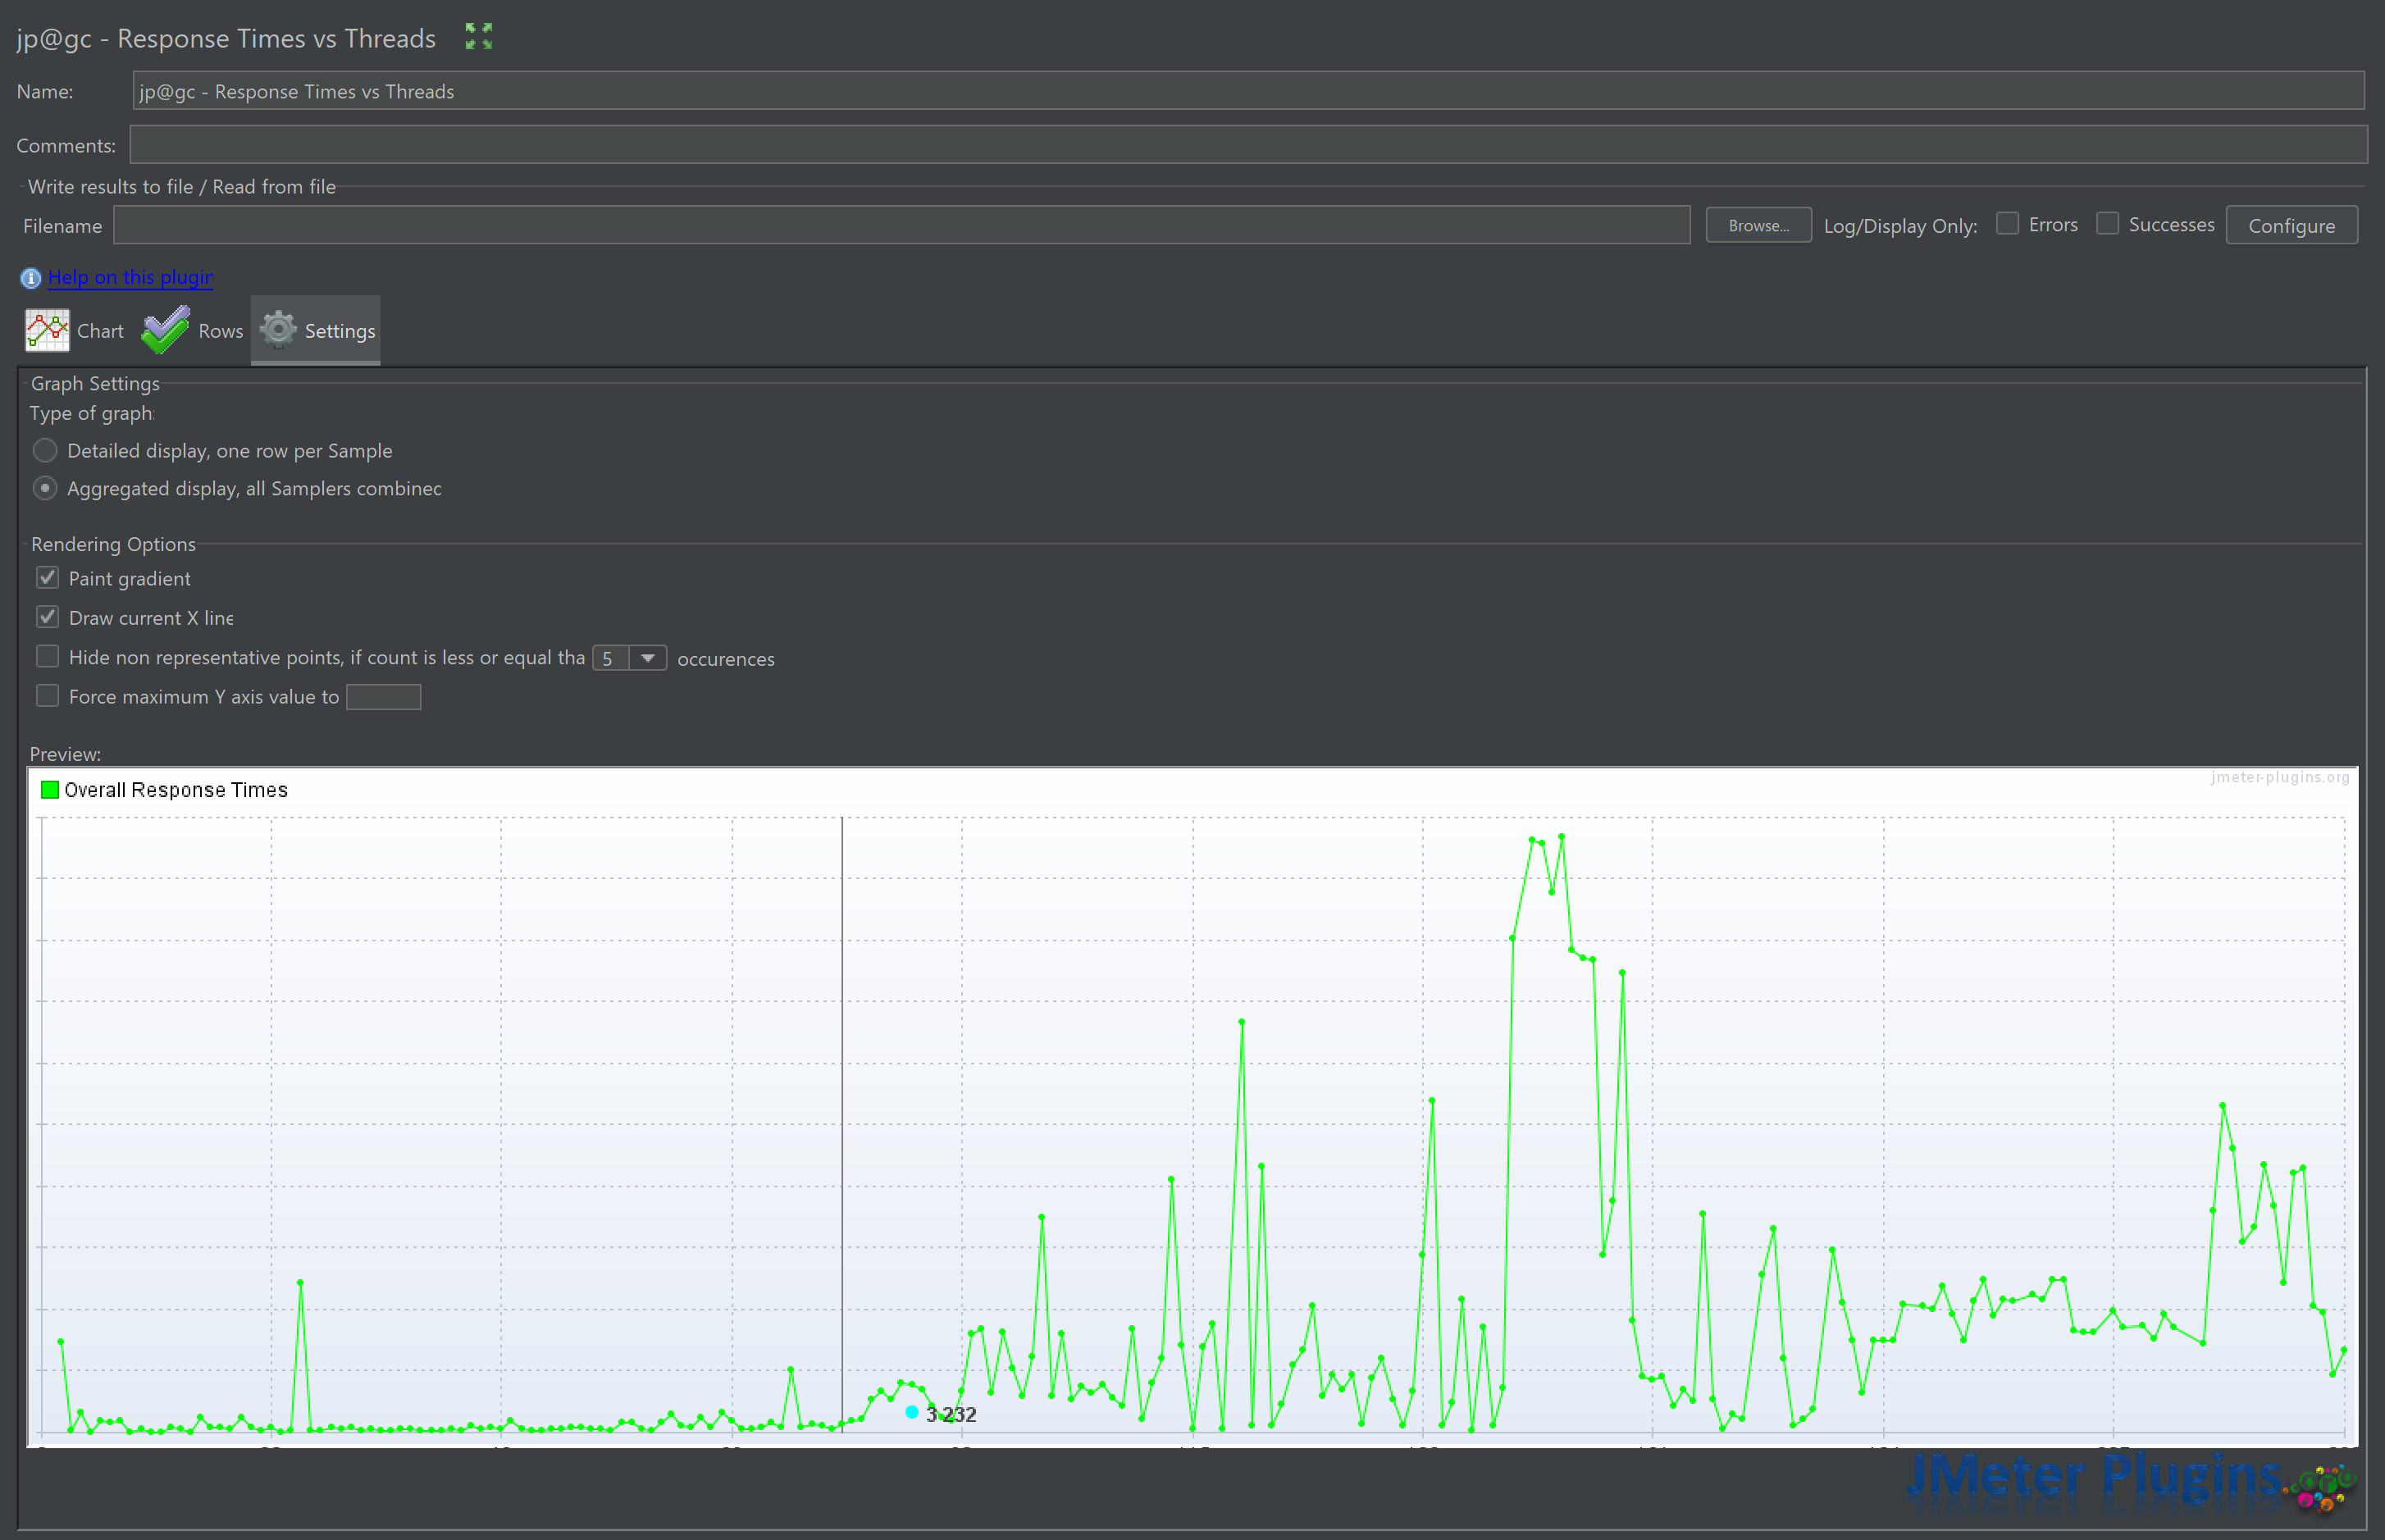 jp@gc - Response Times vs Threads
Name: jp@gc - Response Times vs Threads
Comments:
Write results to file / Read from file
Filename Browse... Log/Display Only: Errors Successes Configure
Help on this plugin
Chart Rows Settings
Graph Settings
Type of graph:
Detailed display, one row per Sample
Aggregated display, all Samplers combined
Rendering Options
Paint gradient
Draw current X line
Hide non representative points, if count is less or equal tha 5 occurences
Force maximum Y axis value to
Preview:
jmeter-plugins.org
Overall Response Times
3 232
JMeter Plugins